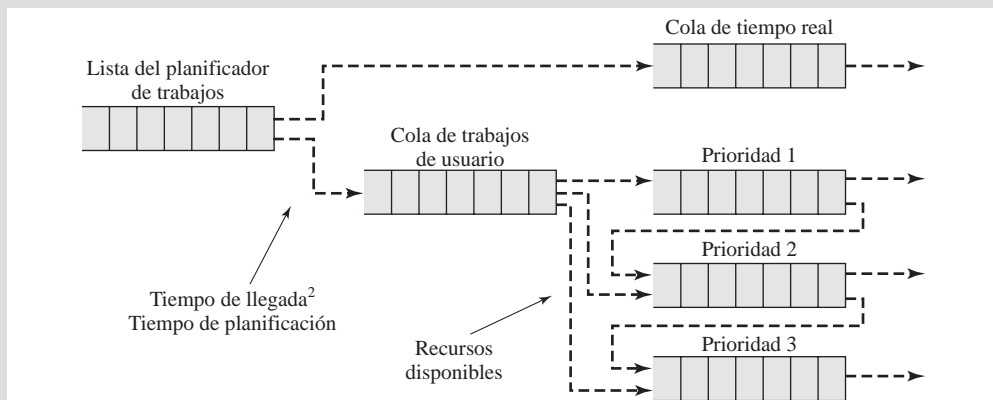 Cola de tiempo real
Lista del planificador
de trabajos
Cola de trabajos
de usuario
Prioridad 1
Prioridad 2
Tiempo de llegada²
Tiempo de planificación
Recursos
disponibles
Prioridad 3